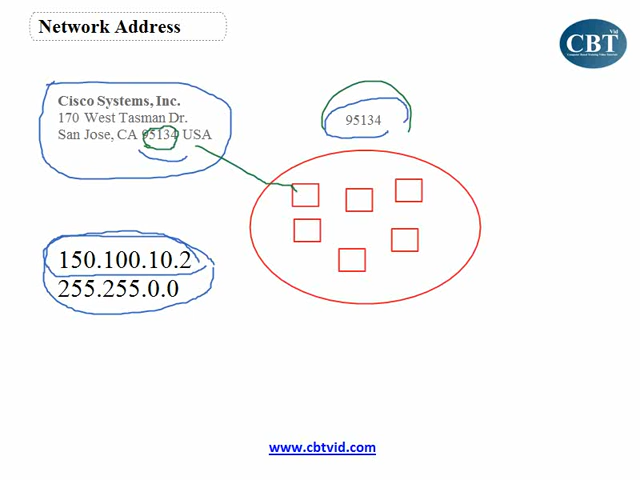 Network Address
Vid
CBT
Cisco Systems, Inc.
170 West Tasman Dr.
San Jose, CA 95134 USA
95134
150.100.10.2
255.255.0.0
www.cbtvid.com